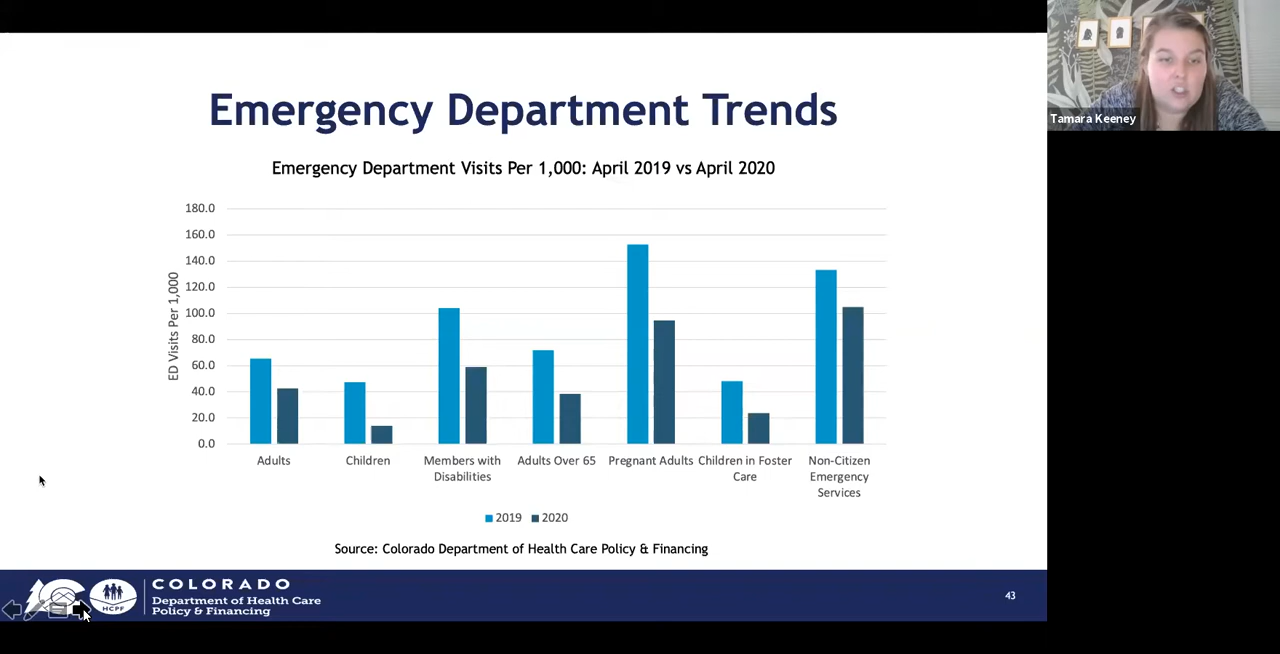 Emergency Department Trends
Tamara Keeney
Emergency Department Visits Per 1,000: April 2019 vs April 2020
ED Visits Per 1,000
180.0
160.0
140.0
120.0
100.0
80.0
60.0
40.0
20.0
0.0
Adults
Children
Members with
Disabilities
Adults Over 65
Pregnant Adults
Children in Foster
Care
Non-Citizen
Emergency
Services
2019
2020
Source: Colorado Department of Health Care Policy & Financing
HCPF
COLORADO
Department of Health Care
Policy & Financing
43